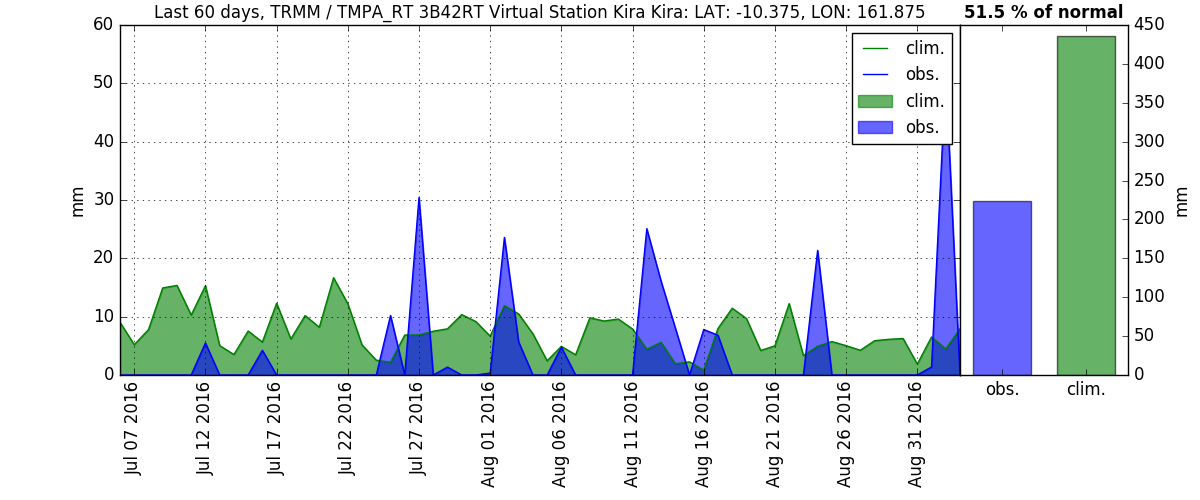 Last 60 days, TRMM / TMPA_RT 3B42RT Virtual Station Kira Kira: LAT: -10.375, LON: 161.875
51.5 % of normal
mm
60
50
40
30
20
10
0
clim.
obs.
clim.
obs.
450
400
350
300
250
200
150
100
50
0
mm
Jul 07 2016
Jul 12 2016
Jul 17 2016
Jul 22 2016
Jul 27 2016
Aug 01 2016
Aug 06 2016
Aug 11 2016
Aug 16 2016
Aug 21 2016
Aug 26 2016
Aug 31 2016
obs.
clim.